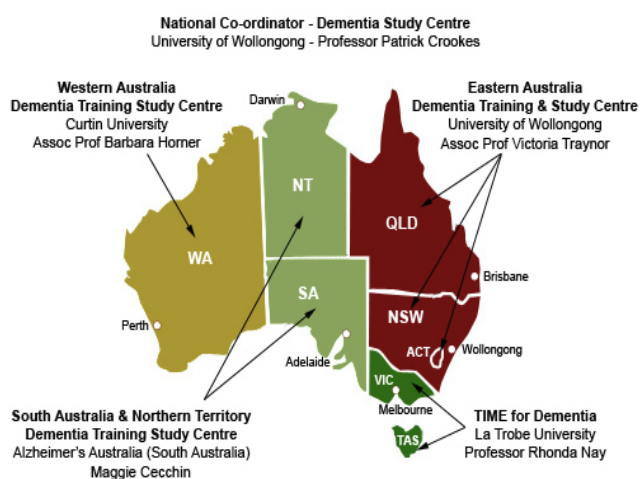 National Co-ordinator - Dementia Study Centre
University of Wollongong - Professor Patrick Crookes
Western Australia
Dementia Training Study Centre
Curtin University
Assoc Prof Barbara Horner
Darwin
Eastern Australia
Dementia Training & Study Centre
University of Wollongong
Assoc Prof Victoria Traynor
NT
QLD
WA
SA
Brisbane
NSW
Perth
Adelaide
ACT
Wollongong
VIC
Melbourne
TAS
South Australia & Northern Territory
Dementia Training Study Centre
Alzheimer's Australia (South Australia)
Maggie Cecchin
TIME for Dementia
La Trobe University
Professor Rhonda Nay